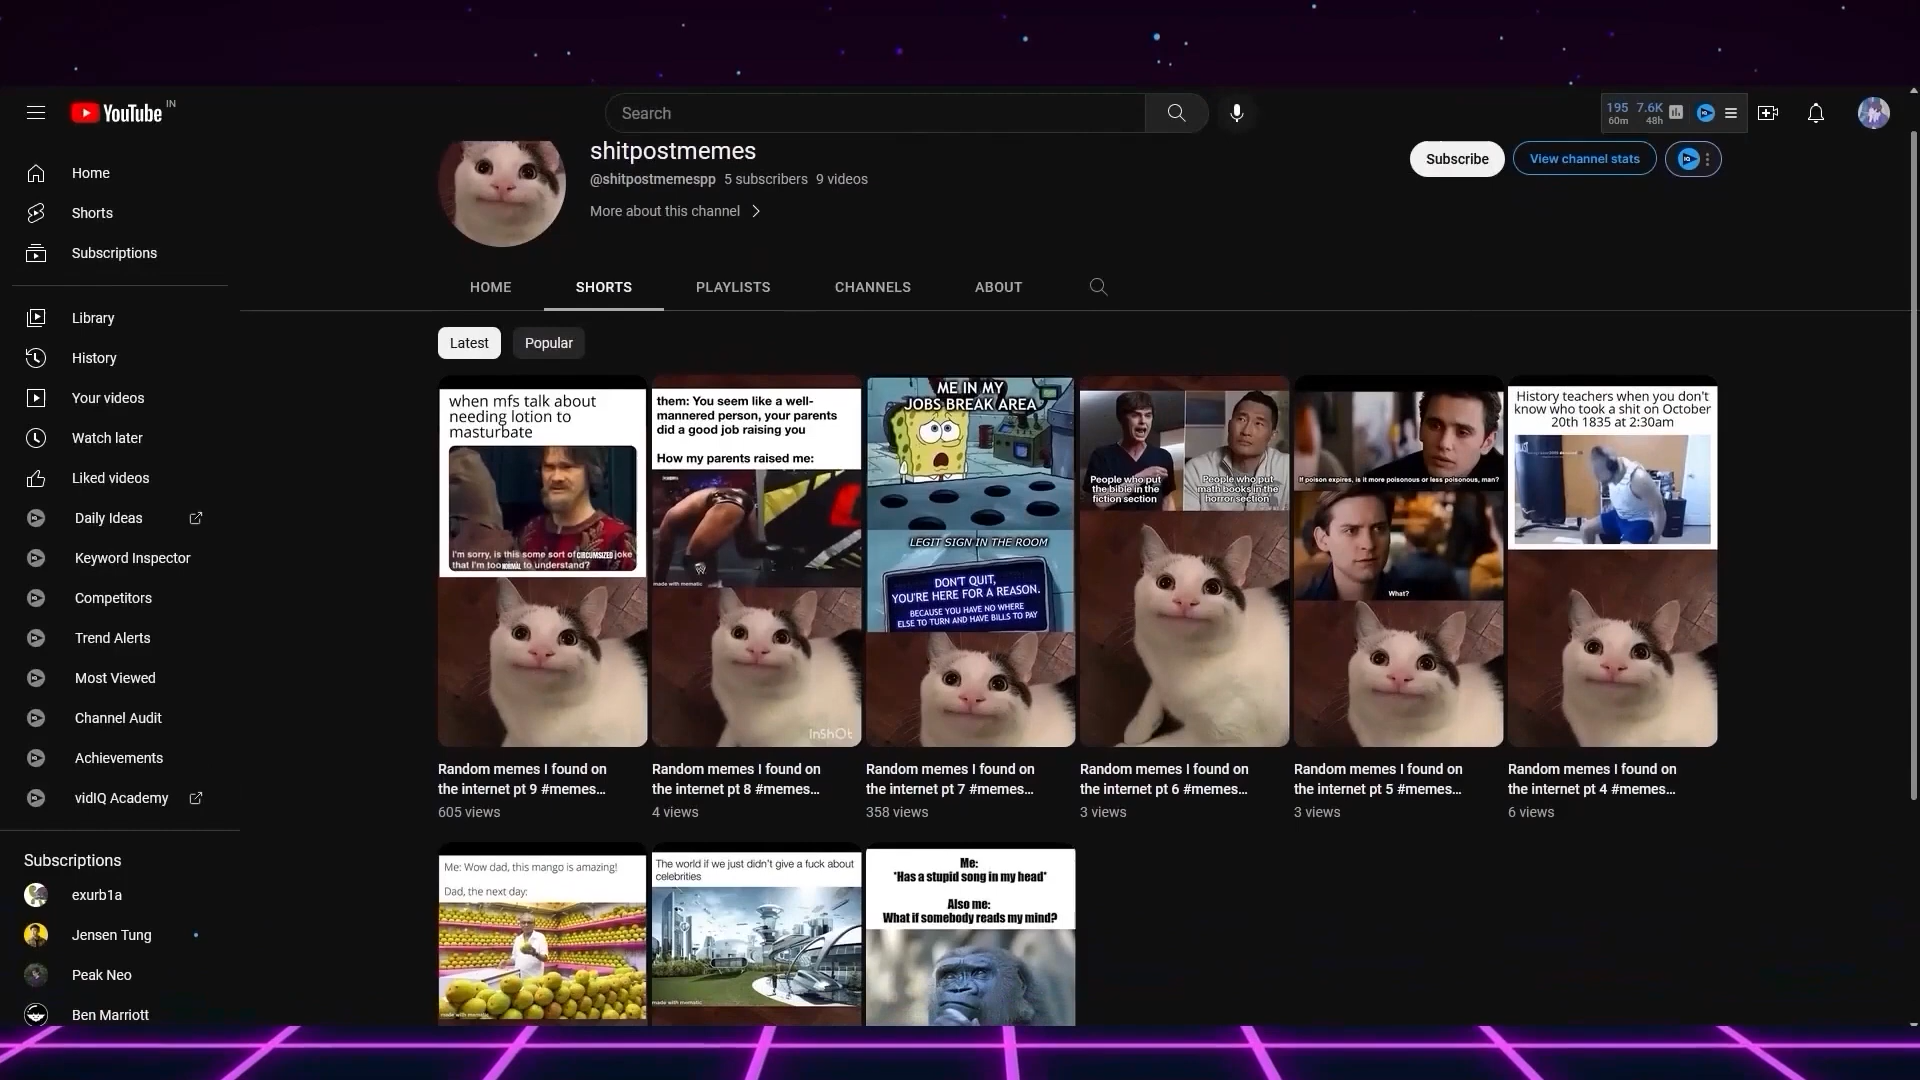 YouTube IN
Search
195 7.6K
60m 48h
Home
Shorts
Subscriptions
Library
History
Your videos
Watch later
Liked videos
Daily Ideas
Keyword Inspector
Competitors
Trend Alerts
Most Viewed
Channel Audit
Achievements
vidIQ Academy
Subscriptions
exurb1a
Jensen Tung
Peak Neo
Ben Marriott
shitpostmemes
@shitpostmemespp 5 subscribers 9 videos
More about this channel
Subscribe
View channel stats
HOME SHORTS PLAYLISTS CHANNELS ABOUT
Latest Popular
when mfs talk about
needing lotion to
masturbate
I'm sorry, is this some sort of CIRCUMSIZED joke
that I'm too NORMAL to understand?
Random memes I found on
the internet pt 9 #memes...
605 views
them: You seem like a well-
mannered person, your parents
did a good job raising you
How my parents raised me:
made with mematic
InShOt
Random memes I found on
the internet pt 8 #memes...
4 views
ME IN MY
JOBS BREAK AREA
LEGIT SIGN IN THE ROOM
DON'T QUIT,
YOU'RE HERE FOR A REASON.
BECAUSE YOU HAVE NO WHERE
ELSE TO TURN AND HAVE BILLS TO PAY
Random memes I found on
the internet pt 7 #memes...
358 views
People who put
the bible in the
fiction section
People who put
math books in the
horror section
Random memes I found on
the internet pt 6 #memes...
3 views
If poison expires, is it more poisonous or less poisonous, man?
What?
Random memes I found on
the internet pt 5 #memes...
3 views
History teachers when you don't
know who took a shit on October
20th 1835 at 2:30am
Random memes I found on
the internet pt 4 #memes...
6 views
Me: Wow dad, this mango is amazing!
Dad, the next day:
made with mematic
The world if we just didn't give a fuck about
celebrities
made with mematic
Me:
*Has a stupid song in my head*
Also me:
What if somebody reads my mind?